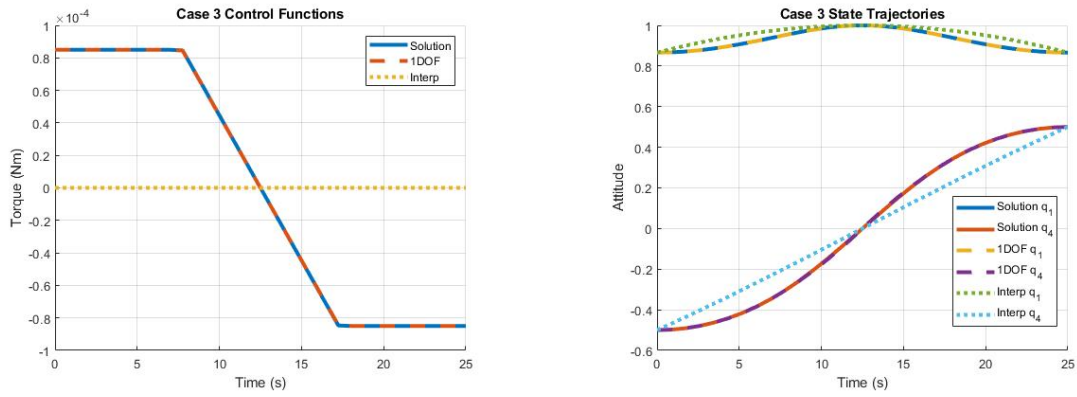 Case 3 Control Functions
× 10⁻⁴
1
0.8
0.6
0.4
0.2
0
-0.2
-0.4
-0.6
-0.8
-1
0 5 10 15 20 25
Time (s)
Torque (Nm)
Solution
1DOF
Interp
Case 3 State Trajectories
1
0.8
0.6
0.4
0.2
0
-0.2
-0.4
-0.6
0 5 10 15 20 25
Time (s)
Attitude
Solution q₁
Solution q₄
1DOF q₁
1DOF q₄
Interp q₁
Interp q₄